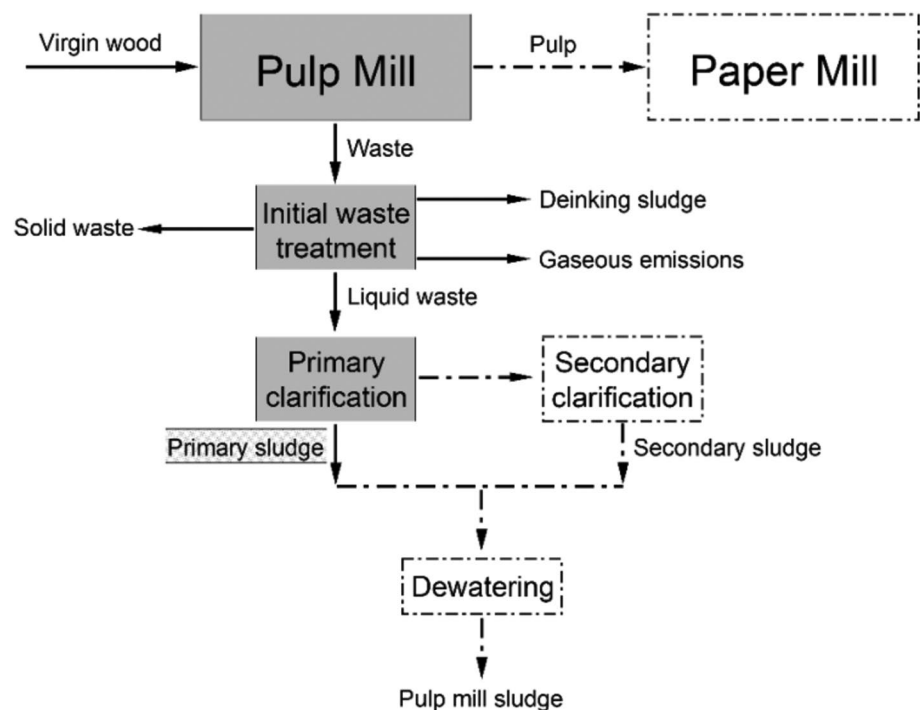 Virgin wood
Pulp Mill
Pulp
Paper Mill
Waste
Initial waste
treatment
Solid waste
Deinking sludge
Gaseous emissions
Liquid waste
Primary
clarification
Secondary
clarification
Primary sludge
Secondary sludge
Dewatering
Pulp mill sludge